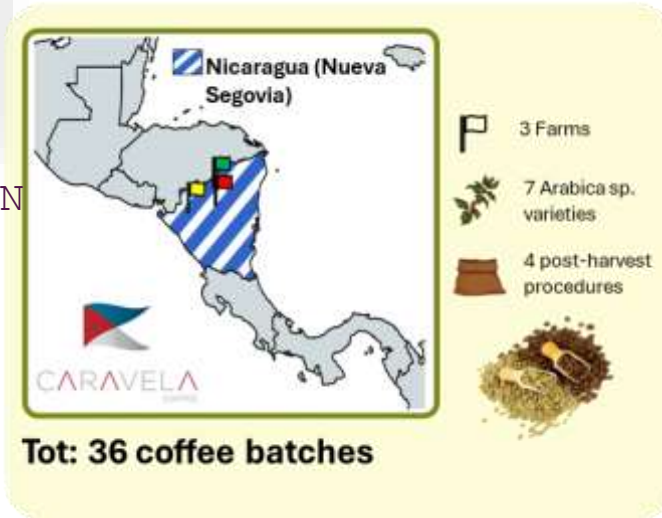 Nicaragua (Nueva
Segovia)
3 Farms
N
7 Arabica sp.
varieties
4 post-harvest
procedures
CARAVELA
Tot: 36 coffee batches